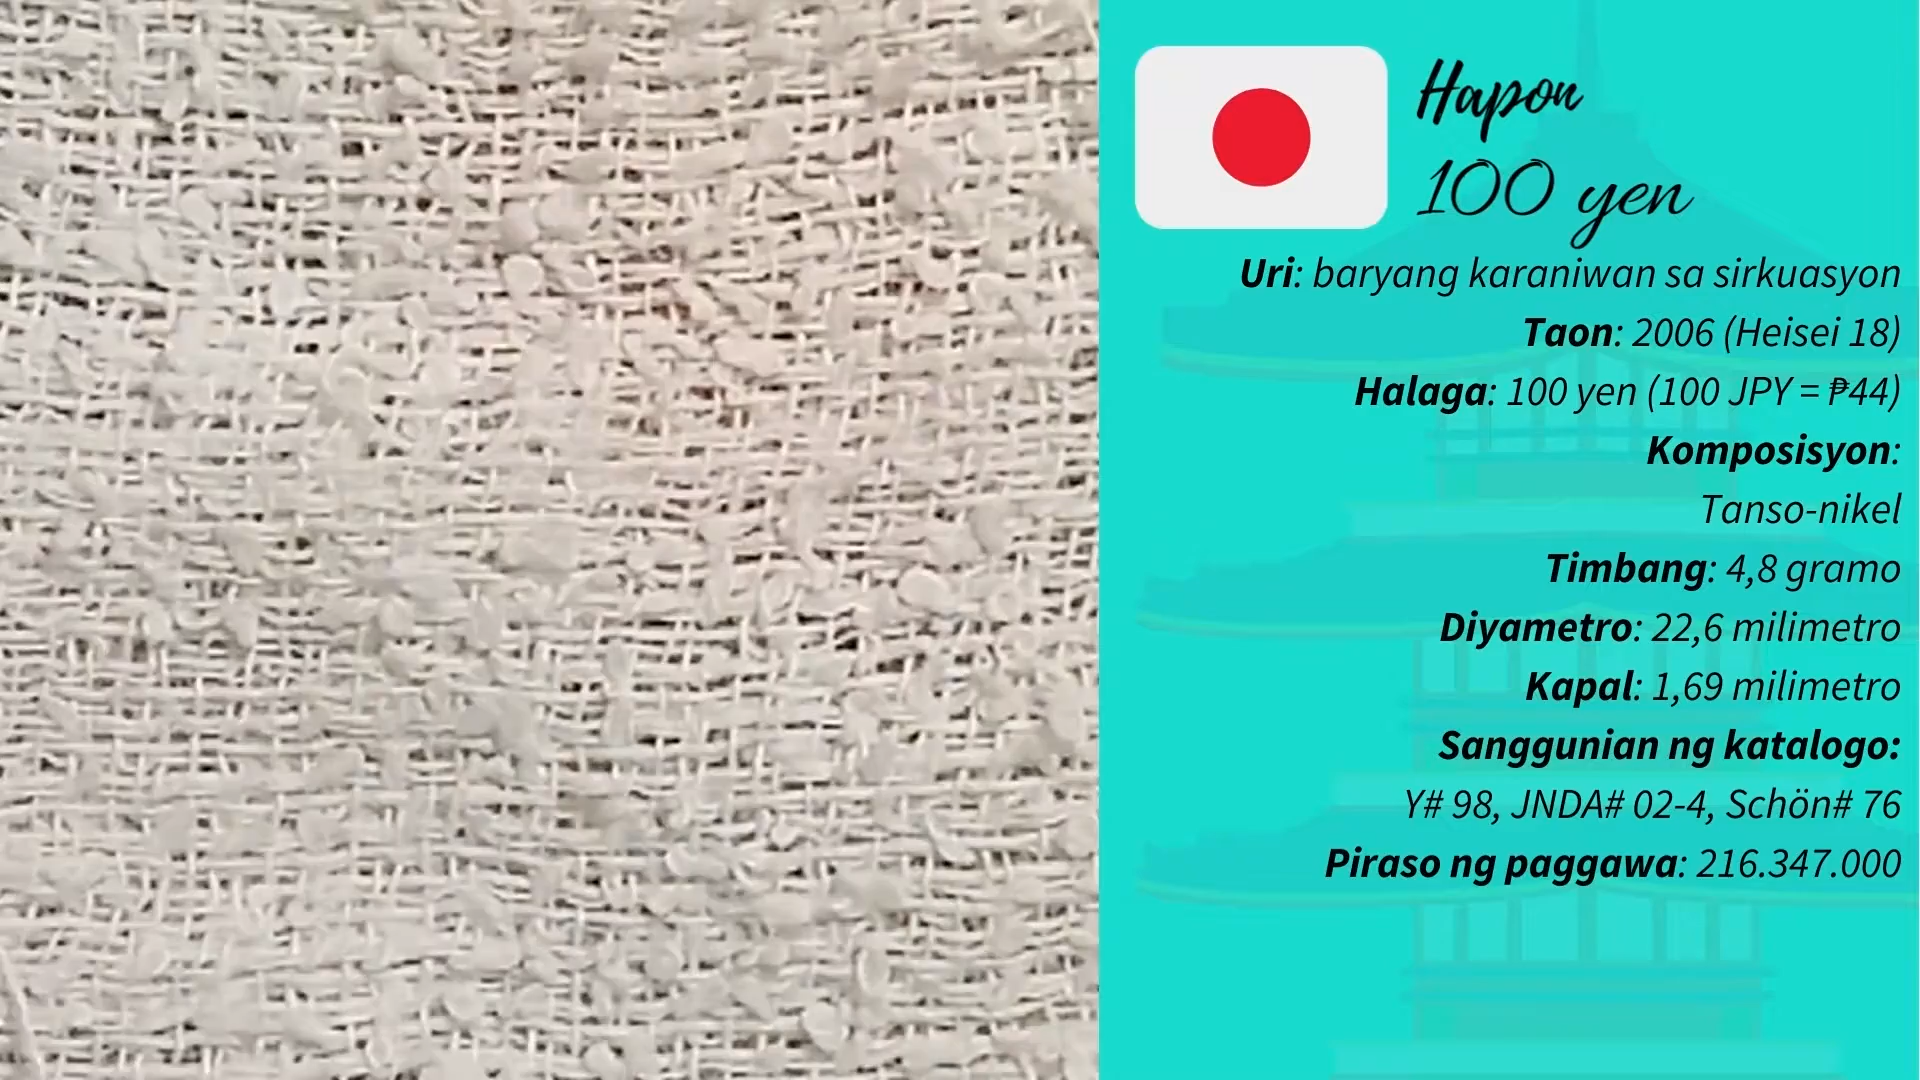 Hapon
100 yen
Uri: baryang karaniwan sa sirkuasyon
Taon: 2006 (Heisei 18)
Halaga: 100 yen (100 JPY = ₱44)
Komposisyon:
Tanso-nikel
Timbang: 4,8 gramo
Diyametro: 22,6 milimetro
Kapal: 1,69 milimetro
Sanggunian ng katalogo:
Y# 98, JNDA# 02-4, Schön# 76
Piraso ng paggawa: 216.347.000